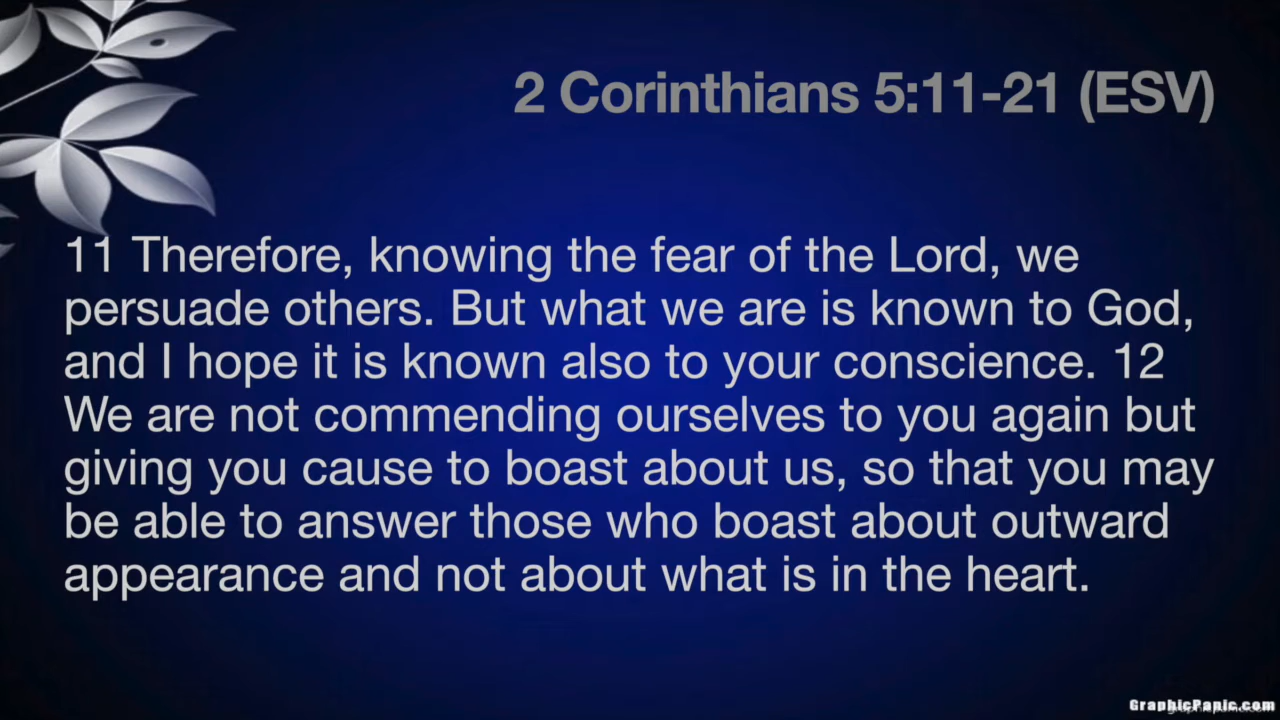 2 Corinthians 5:11-21 (ESV)
11 Therefore, knowing the fear of the Lord, we
persuade others. But what we are is known to God,
and I hope it is known also to your conscience. 12
We are not commending ourselves to you again but
giving you cause to boast about us, so that you may
be able to answer those who boast about outward
appearance and not about what is in the heart.
GraphicPanic.com